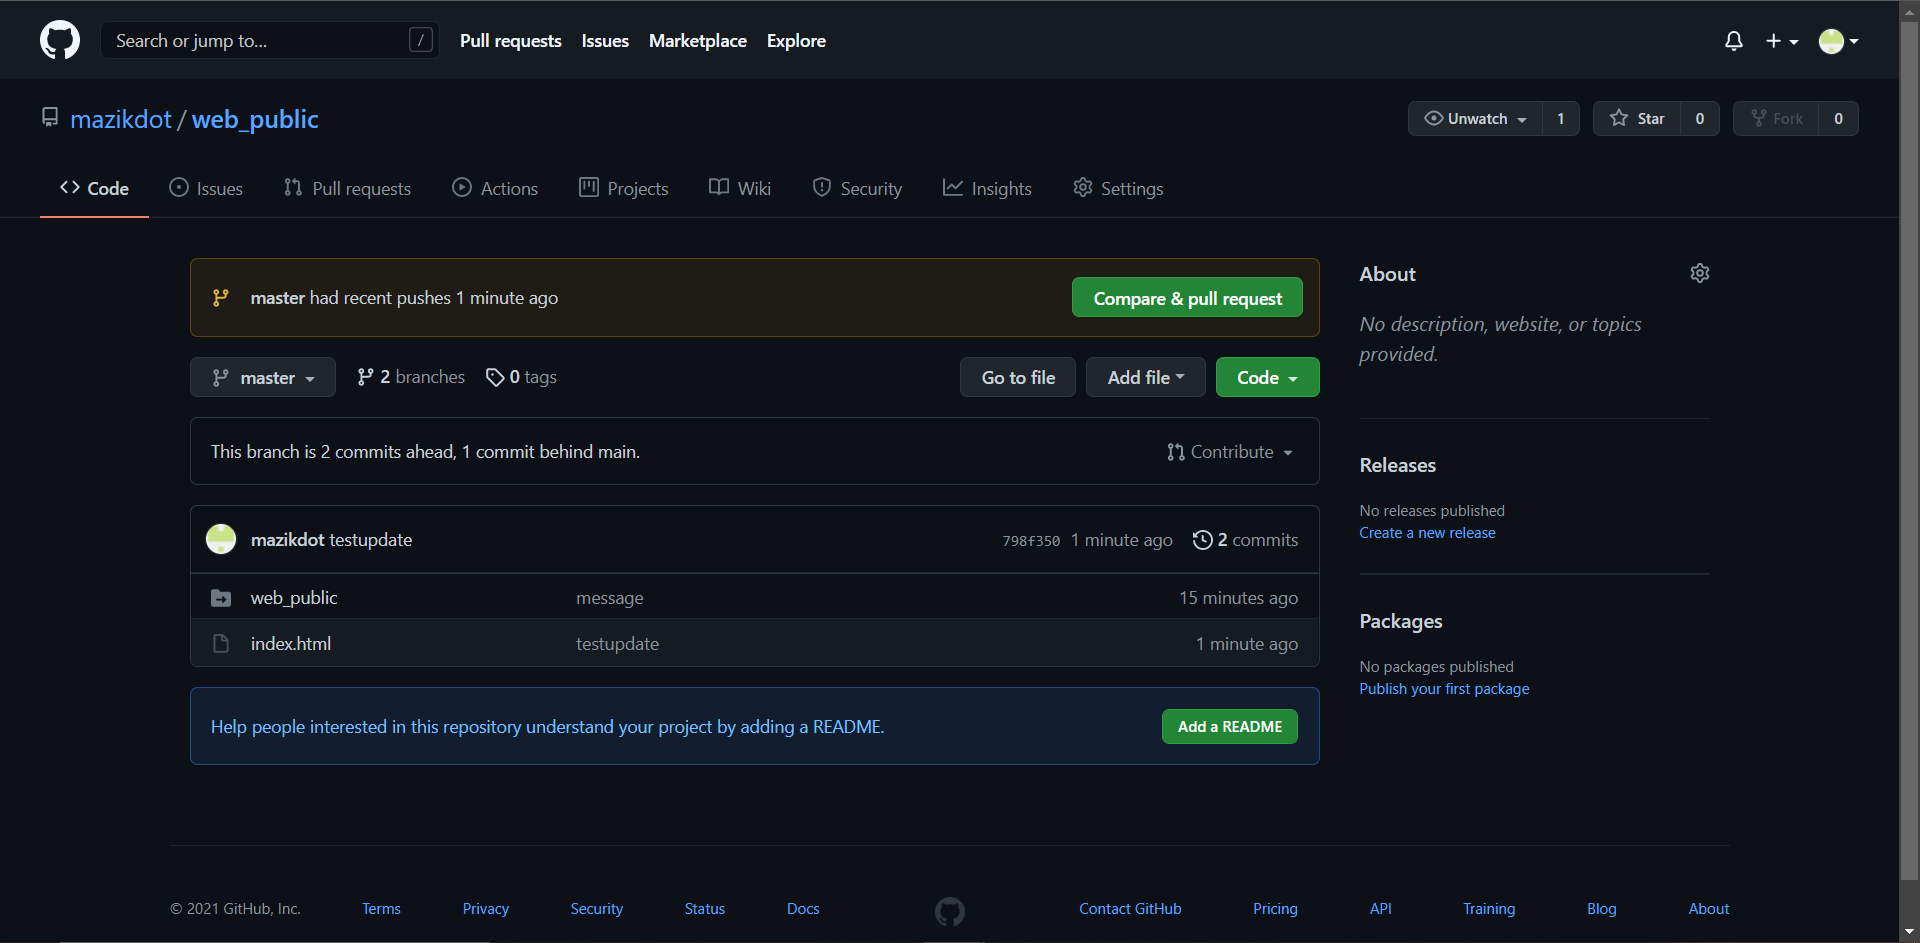 Search or jump to... /
Pull requests Issues Marketplace Explore
mazikdot / web_public
Unwatch 1 Star 0 Fork 0
Code Issues Pull requests Actions Projects Wiki Security Insights Settings
master had recent pushes 1 minute ago
Compare & pull request
master 2 branches 0 tags
Go to file Add file Code
This branch is 2 commits ahead, 1 commit behind main.
Contribute
mazikdot testupdate 798f350 1 minute ago 2 commits
web_public message 15 minutes ago
index.html testupdate 1 minute ago
Help people interested in this repository understand your project by adding a README.
Add a README
About
No description, website, or topics
provided.
Releases
No releases published
Create a new release
Packages
No packages published
Publish your first package
© 2021 GitHub, Inc. Terms Privacy Security Status Docs Contact GitHub Pricing API Training Blog About